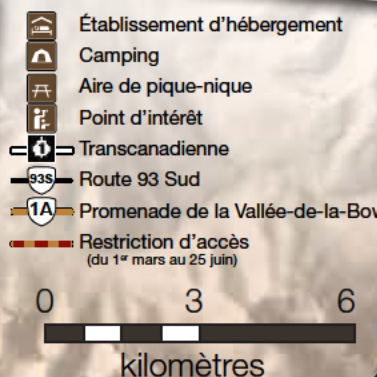 Établissement d'hébergement
Camping
Aire de pique-nique
Point d'intérêt
1 Transcanadienne
93S Route 93 Sud
1A Promenade de la Vallée-de-la-Bow
Restriction d'accès
(du 1er mars au 25 juin)
0 3 6
kilomètres